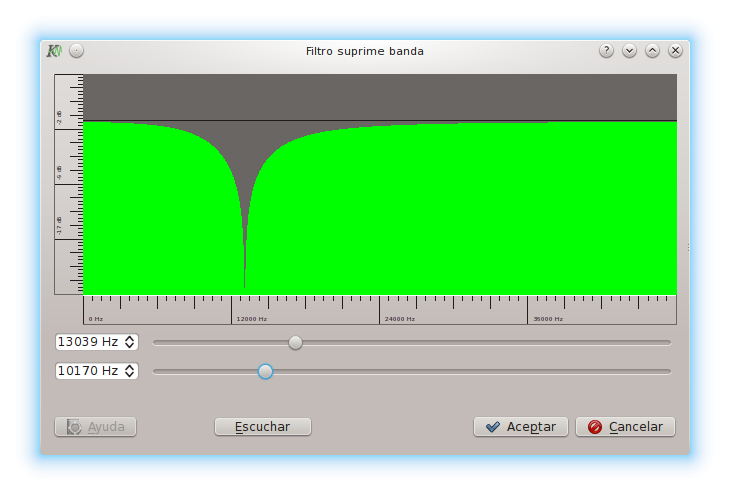 Filtro suprime banda
-2 dB
-9 dB
-17 dB
0 Hz 12000 Hz 24000 Hz 36000 Hz
13039 Hz
10170 Hz
Ayuda Escuchar Aceptar Cancelar